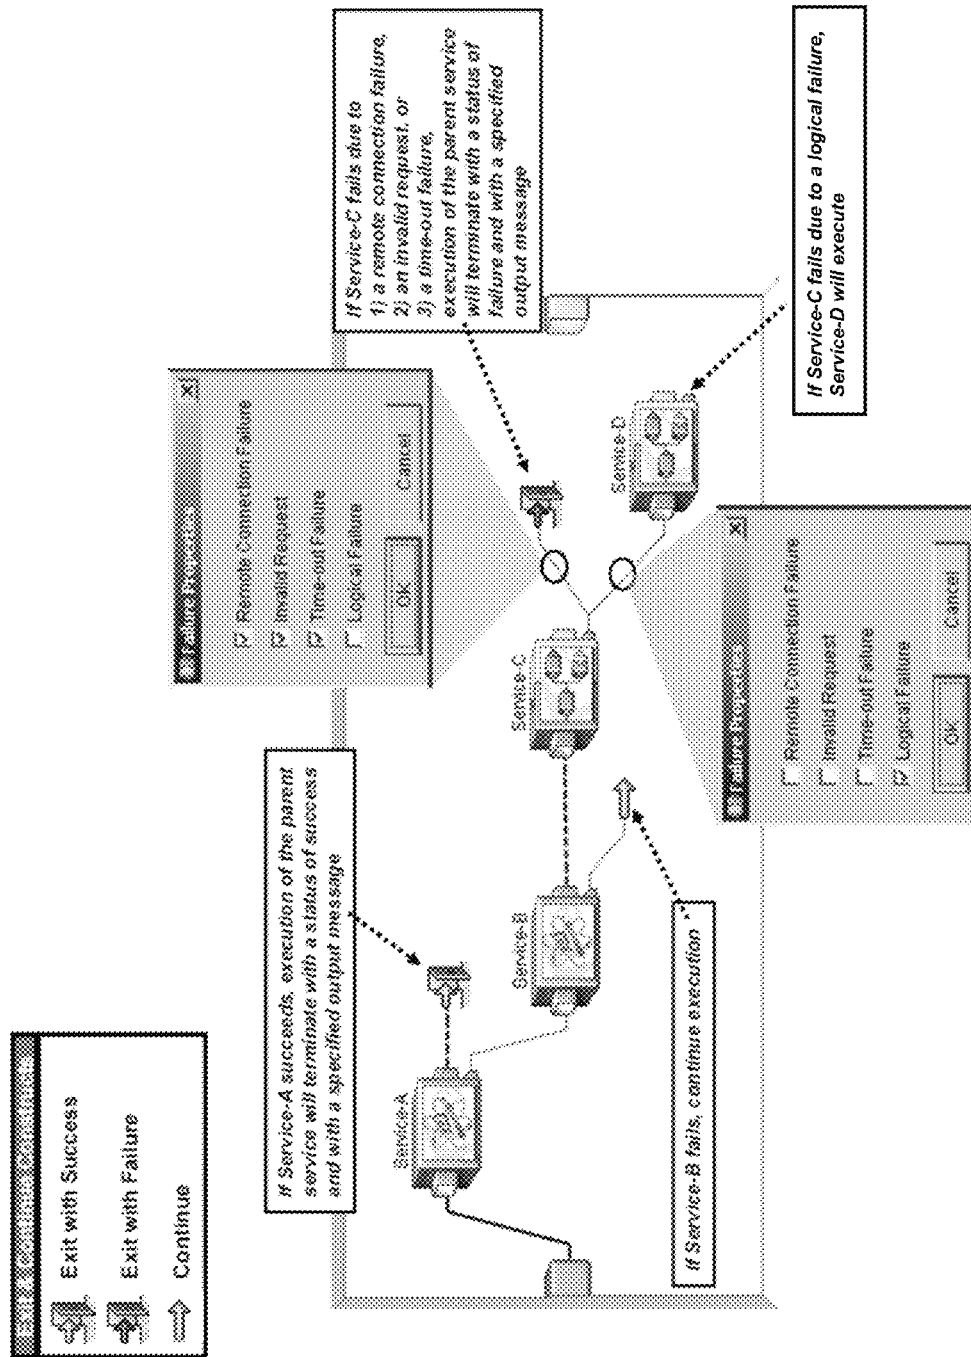 Exit with Success
Exit with Failure
Continue
If Service-A succeeds, execution of the parent
service will terminate with a status of success
and with a specified output message
Failure Properties
Remote Connection Failure
Invalid Request
Time-out Failure
Logical Failure
OK
Cancel
If Service-C fails due to
1) a remote connection failure,
2) an invalid request, or
3) a time-out failure,
execution of the parent service
will terminate with a status of
failure and with a specified
output message
Service-A
Service-B
Service-C
Service-D
If Service-B fails, continue execution
Failure Properties
Remote Connection Failure
Invalid Request
Time-out Failure
Logical Failure
OK
Cancel
If Service-C fails due to a logical failure,
Service-D will execute